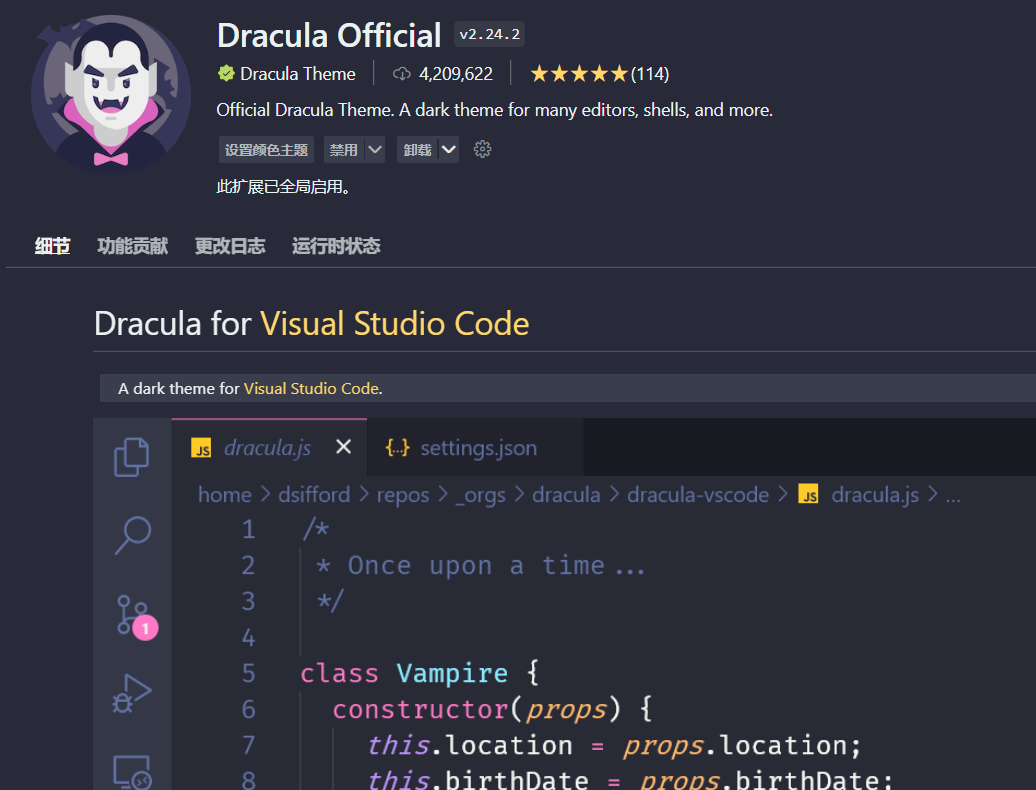 Dracula Official v2.24.2
Dracula Theme 4,209,622 (114)
Official Dracula Theme. A dark theme for many editors, shells, and more.
设置颜色主题 禁用 卸载
此扩展已全局启用。
细节 功能贡献 更改日志 运行时状态
Dracula for Visual Studio Code
A dark theme for Visual Studio Code.
JS dracula.js {..} settings.json
home > dsifford > repos > _orgs > dracula > dracula-vscode > JS dracula.js > ...
1 /*
2 * Once upon a time...
3 */
1
4
5 class Vampire {
6 constructor(props) {
7 this.location = props.location;
8 this.birthDate = props.birthDate;